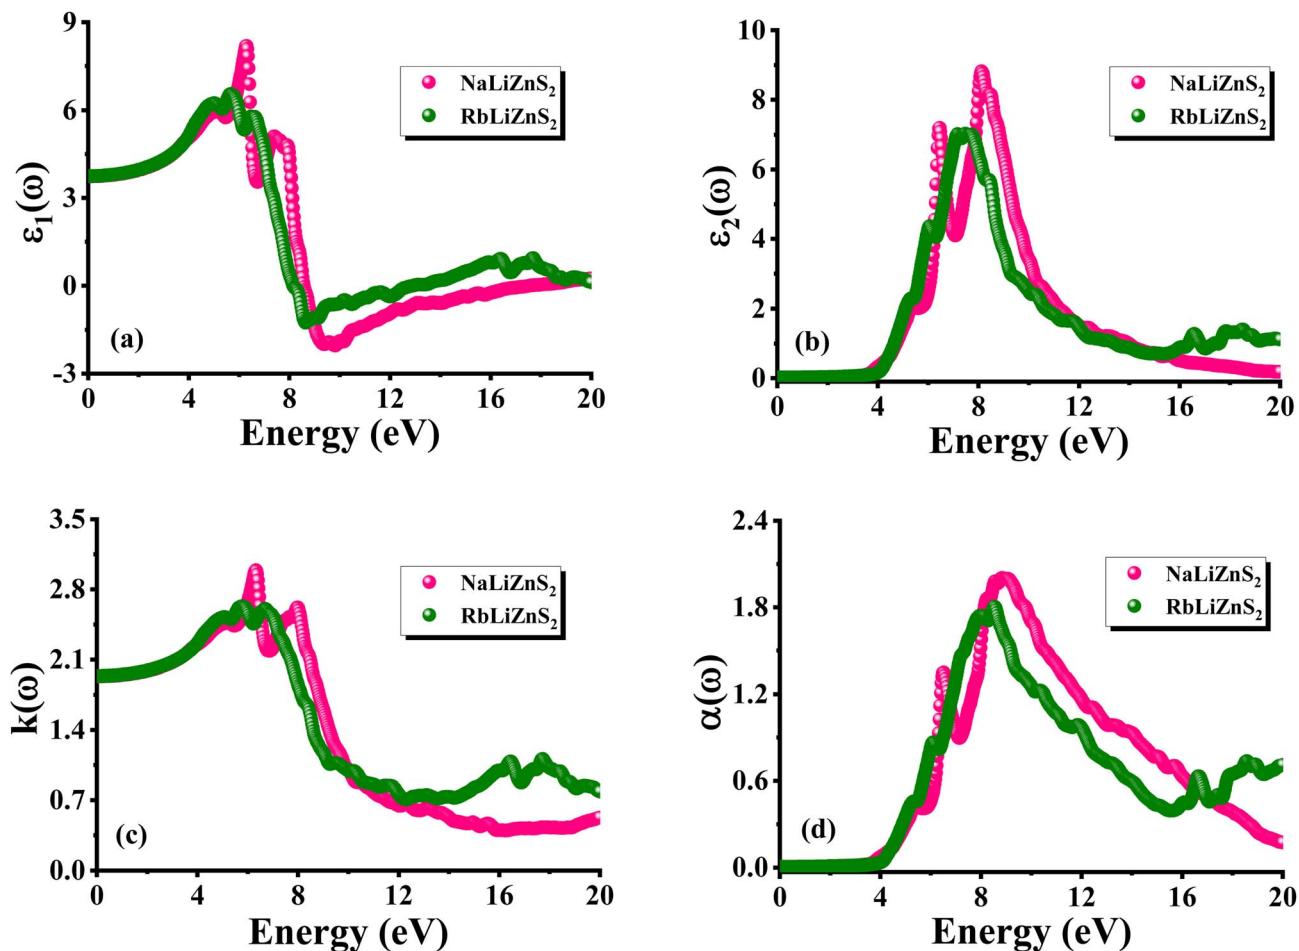 9
6
3
0
-3
ε₁(ω)
NaLiZnS₂
RbLiZnS₂
(a)
0 4 8 12 16 20
Energy (eV)
10
8
6
4
2
0
ε₂(ω)
NaLiZnS₂
RbLiZnS₂
(b)
0 4 8 12 16 20
Energy (eV)
3.5
2.8
2.1
1.4
0.7
0.0
k(ω)
NaLiZnS₂
RbLiZnS₂
(c)
0 4 8 12 16 20
Energy (eV)
2.4
1.8
1.2
0.6
0.0
α(ω)
NaLiZnS₂
RbLiZnS₂
(d)
0 4 8 12 16 20
Energy (eV)